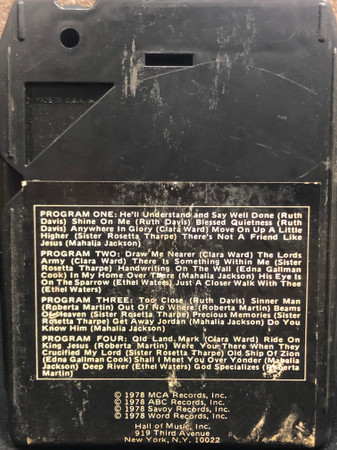 MADE IN U.S.A.
PROGRAM ONE: He'll Understand and Say Well Done (Ruth
Davis) Shine On Me (Ruth Davis) Blessed Quietness (Ruth
Davis) Anywhere In Glory (Clara Ward) Move On Up A Little
Higher (Sister Rosetta Tharpe) There's Not A Friend Like
Jesus (Mahalia Jackson)
PROGRAM TWO: Draw Me Nearer (Clara Ward) The Lords
Army (Clara Ward) There Is Something Within Me (Sister
Rosetta Tharpe) Handwriting On The Wall (Edna Gallman
Cook) In My Home Over There (Mahalia Jackson) His Eye Is
On The Sparrow (Ethel Waters) Just A Closer Walk With Thee
(Ethel Waters)
PROGRAM THREE: Too Close (Ruth Davis) Sinner Man
(Roberta Martin) Out Of No Where (Roberta Martin) Beams
Of Heaven (Sister Rosetta Tharpe) Precious Memories (Sister
Rosetta Tharpe) Get Away Jordan (Mahalia Jackson) Do You
Know Him (Mahalia Jackson)
PROGRAM FOUR: Old Land Mark (Clara Ward) Ride On
King Jesus (Roberta Martin) Were You There When They
Crucified My Lord (Sister Rosetta Tharpe) Old Ship Of Zion
(Edna Gallman Cook) Shall I Meet You Over Yonder (Mahalia
Jackson) Deep River (Ethel Waters) God Specializes (Roberta
Martin)
© 1978 MCA Records, Inc.
© 1978 ABC Records, Inc.
© 1978 Savoy Records, Inc.
© 1978 Word Records, Inc.
Hall of Music, Inc.
919 Third Avenue
New York, N.Y. 10022